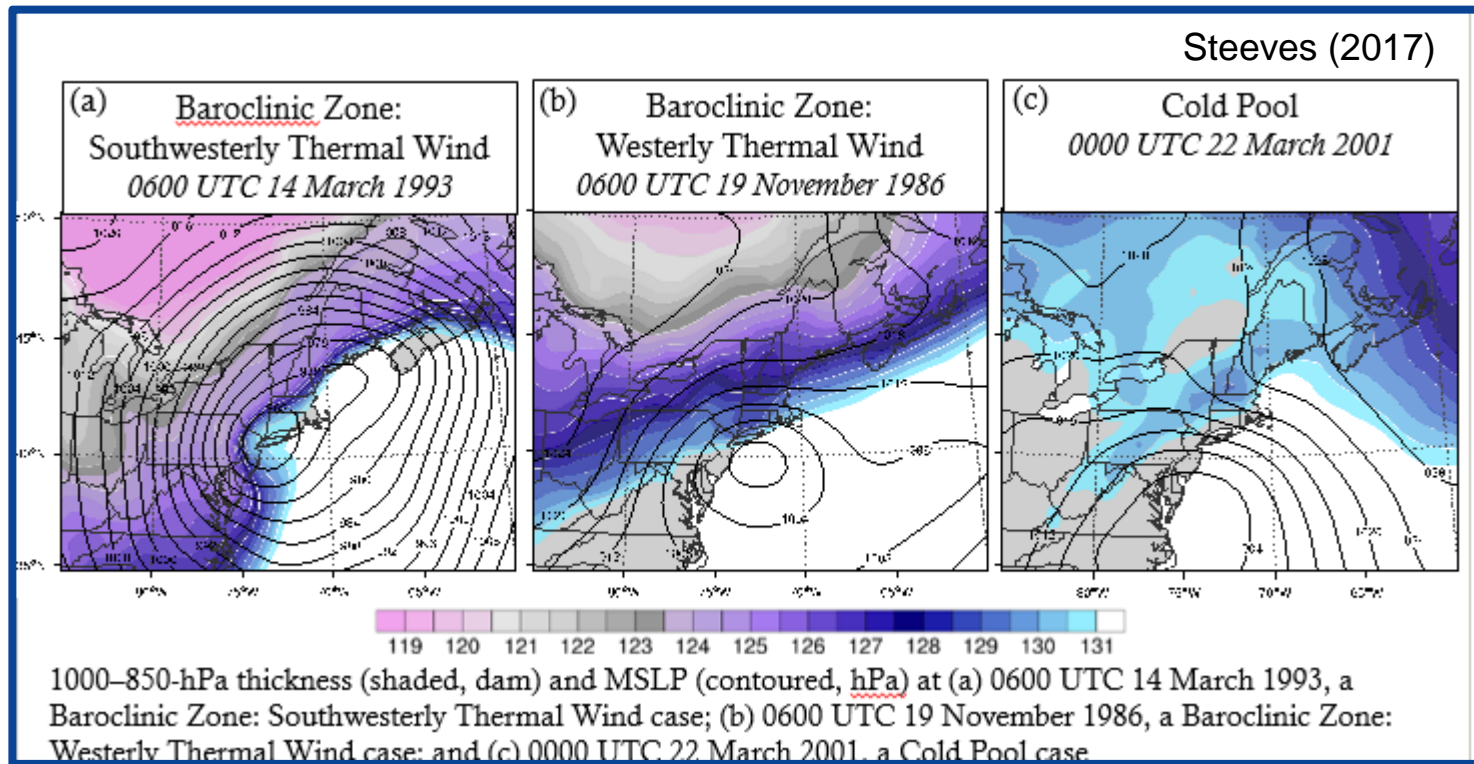 Steeves (2017)
(a)
Baroclinic Zone:
Southwesterly Thermal Wind
0600 UTC 14 March 1993
(b)
Baroclinic Zone:
Westerly Thermal Wind
0600 UTC 19 November 1986
(c)
Cold Pool
0000 UTC 22 March 2001
119 120 121 122 123 124 125 126 127 128 129 130 131
1000–850-hPa thickness (shaded, dam) and MSLP (contoured, hPa) at (a) 0600 UTC 14 March 1993, a
Baroclinic Zone: Southwesterly Thermal Wind case; (b) 0600 UTC 19 November 1986, a Baroclinic Zone:
Westerly Thermal Wind case; and (c) 0000 UTC 22 March 2001, a Cold Pool case